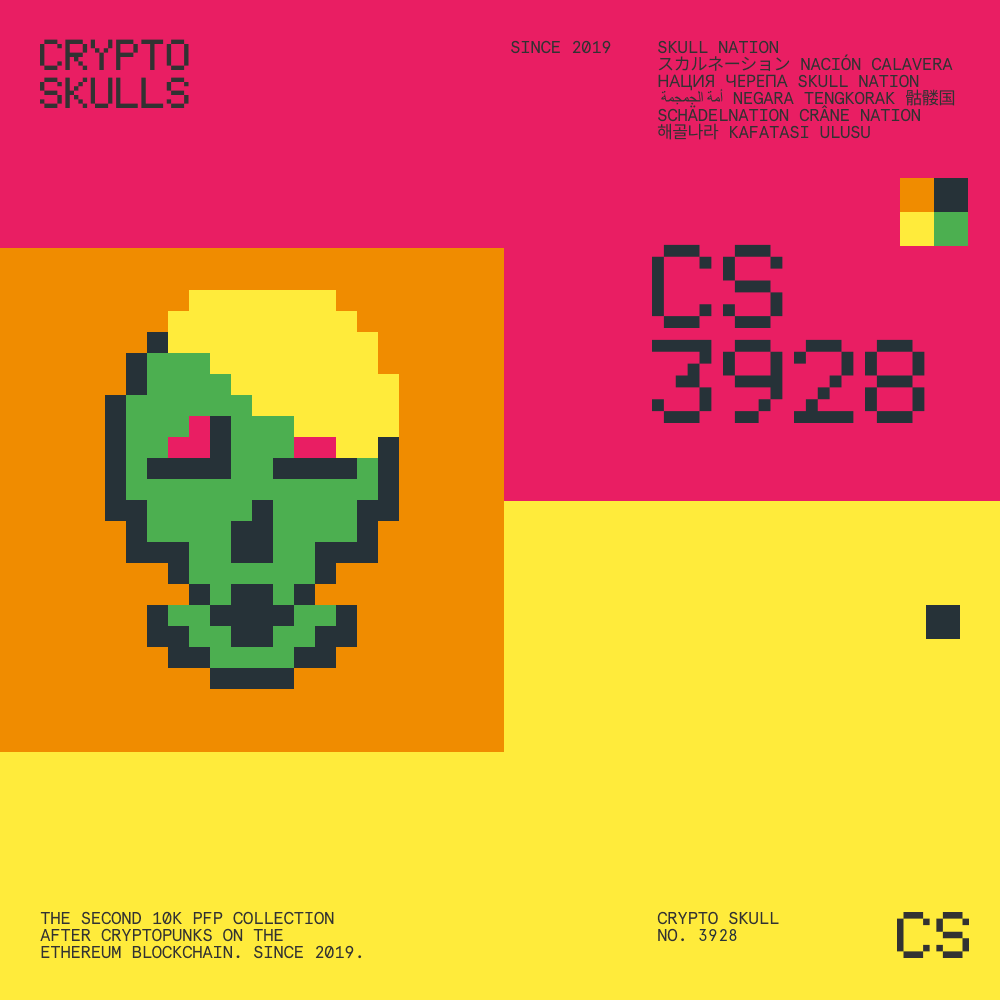 CRYPTO
SKULLS
SINCE 2019
SKULL NATION
スカルネーション NACIÓN CALAVERA
НАЦИЯ ЧЕРЕПА SKULL NATION
أمة الجمجمة NEGARA TENGKORAK 骷髅国
SCHÄDELNATION CRÂNE NATION
해골나라 KAFATASI ULUSU
CS
3928
THE SECOND 10K PFP COLLECTION
AFTER CRYPTOPUNKS ON THE
ETHEREUM BLOCKCHAIN. SINCE 2019.
CRYPTO SKULL
NO. 3928
CS